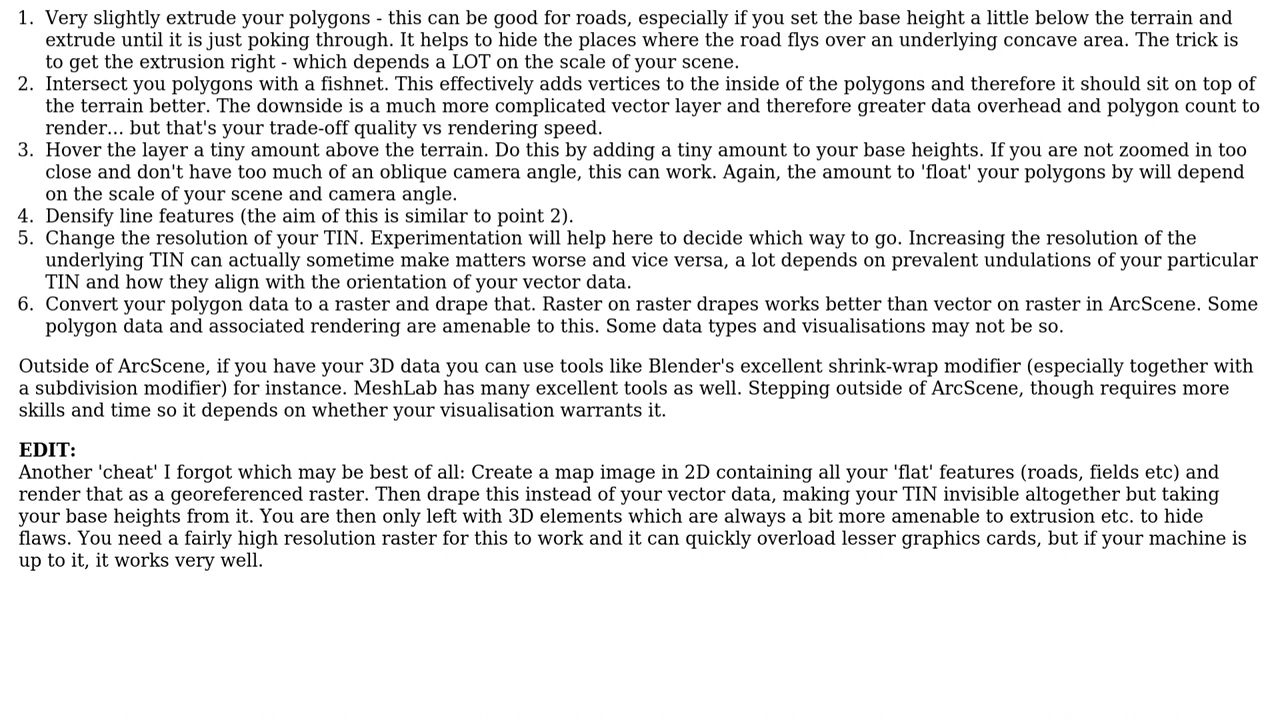 1. Very slightly extrude your polygons - this can be good for roads, especially if you set the base height a little below the terrain and
extrude until it is just poking through. It helps to hide the places where the road flys over an underlying concave area. The trick is
to get the extrusion right - which depends a LOT on the scale of your scene.
2. Intersect you polygons with a fishnet. This effectively adds vertices to the inside of the polygons and therefore it should sit on top of
the terrain better. The downside is a much more complicated vector layer and therefore greater data overhead and polygon count to
render... but that's your trade-off quality vs rendering speed.
3. Hover the layer a tiny amount above the terrain. Do this by adding a tiny amount to your base heights. If you are not zoomed in too
close and don't have too much of an oblique camera angle, this can work. Again, the amount to 'float' your polygons by will depend
on the scale of your scene and camera angle.
4. Densify line features (the aim of this is similar to point 2).
5. Change the resolution of your TIN. Experimentation will help here to decide which way to go. Increasing the resolution of the
underlying TIN can actually sometime make matters worse and vice versa, a lot depends on prevalent undulations of your particular
TIN and how they align with the orientation of your vector data.
6. Convert your polygon data to a raster and drape that. Raster on raster drapes works better than vector on raster in ArcScene. Some
polygon data and associated rendering are amenable to this. Some data types and visualisations may not be so.
Outside of ArcScene, if you have your 3D data you can use tools like Blender's excellent shrink-wrap modifier (especially together with
a subdivision modifier) for instance. MeshLab has many excellent tools as well. Stepping outside of ArcScene, though requires more
skills and time so it depends on whether your visualisation warrants it.
EDIT:
Another 'cheat' I forgot which may be best of all: Create a map image in 2D containing all your 'flat' features (roads, fields etc) and
render that as a georeferenced raster. Then drape this instead of your vector data, making your TIN invisible altogether but taking
your base heights from it. You are then only left with 3D elements which are always a bit more amenable to extrusion etc. to hide
flaws. You need a fairly high resolution raster for this to work and it can quickly overload lesser graphics cards, but if your machine is
up to it, it works very well.